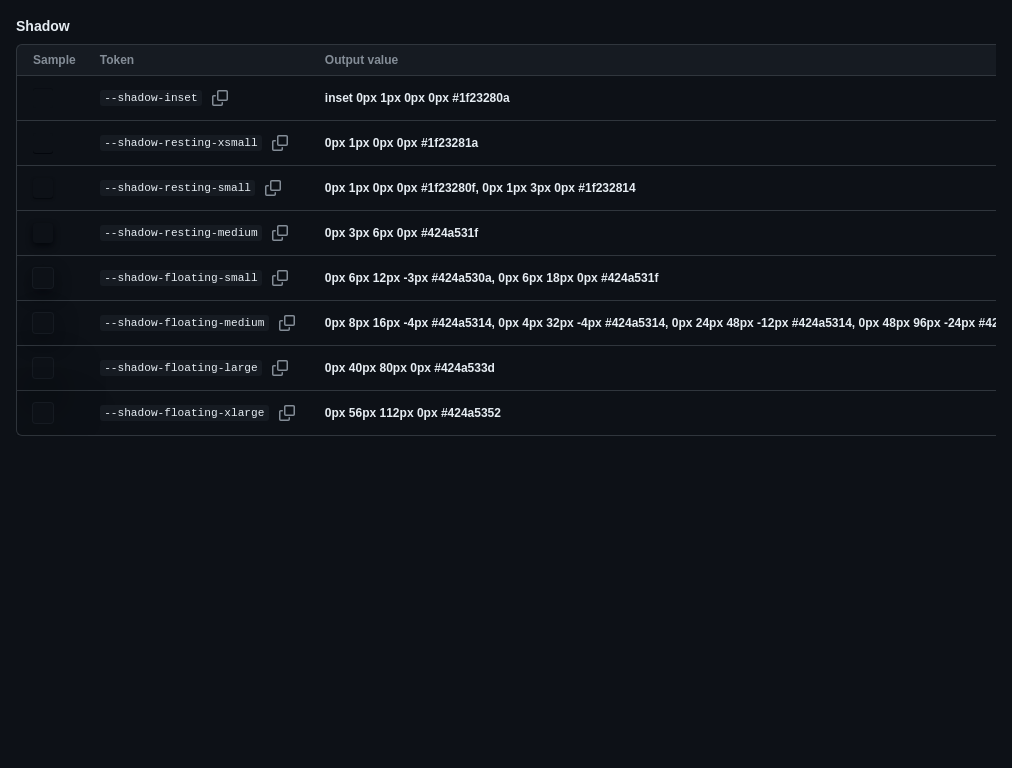 Shadow
Sample Token Output value
--shadow-inset inset 0px 1px 0px 0px #1f23280a
--shadow-resting-xsmall 0px 1px 0px 0px #1f23281a
--shadow-resting-small 0px 1px 0px 0px #1f23280f, 0px 1px 3px 0px #1f232814
--shadow-resting-medium 0px 3px 6px 0px #424a531f
--shadow-floating-small 0px 6px 12px -3px #424a530a, 0px 6px 18px 0px #424a531f
--shadow-floating-medium 0px 8px 16px -4px #424a5314, 0px 4px 32px -4px #424a5314, 0px 24px 48px -12px #424a5314, 0px 48px 96px -24px #42
--shadow-floating-large 0px 40px 80px 0px #424a533d
--shadow-floating-xlarge 0px 56px 112px 0px #424a5352